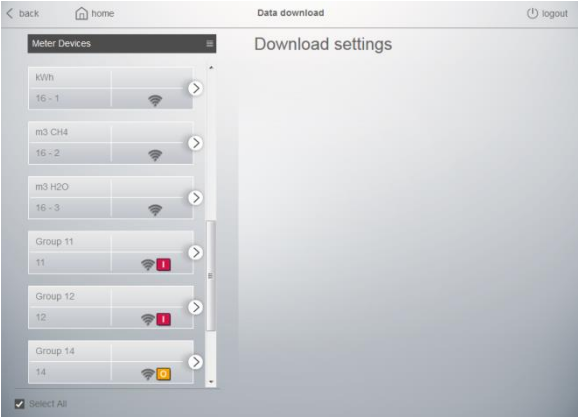 back
home
Data download
logout
Meter Devices
Download settings
kWh
16 - 1
m3 CH4
16 - 2
m3 H2O
16 - 3
Group 11
11
I
Group 12
12
I
Group 14
14
O
Select All